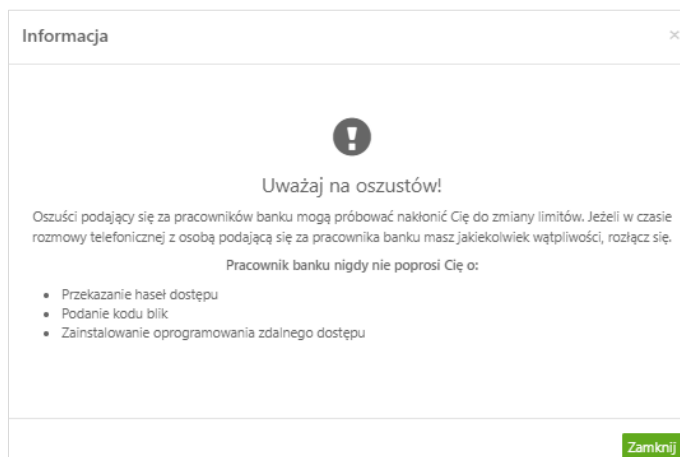 Informacja
×
Uważaj na oszustów!
Oszuści podający się za pracowników banku mogą próbować nakłonić Cię do zmiany limitów. Jeżeli w czasie
rozmowy telefonicznej z osobą podającą się za pracownika banku masz jakiekolwiek wątpliwości, rozłącz się.
Pracownik banku nigdy nie poprosi Cię o:
• Przekazanie haseł dostępu
• Podanie kodu blik
• Zainstalowanie oprogramowania zdalnego dostępu
Zamknij